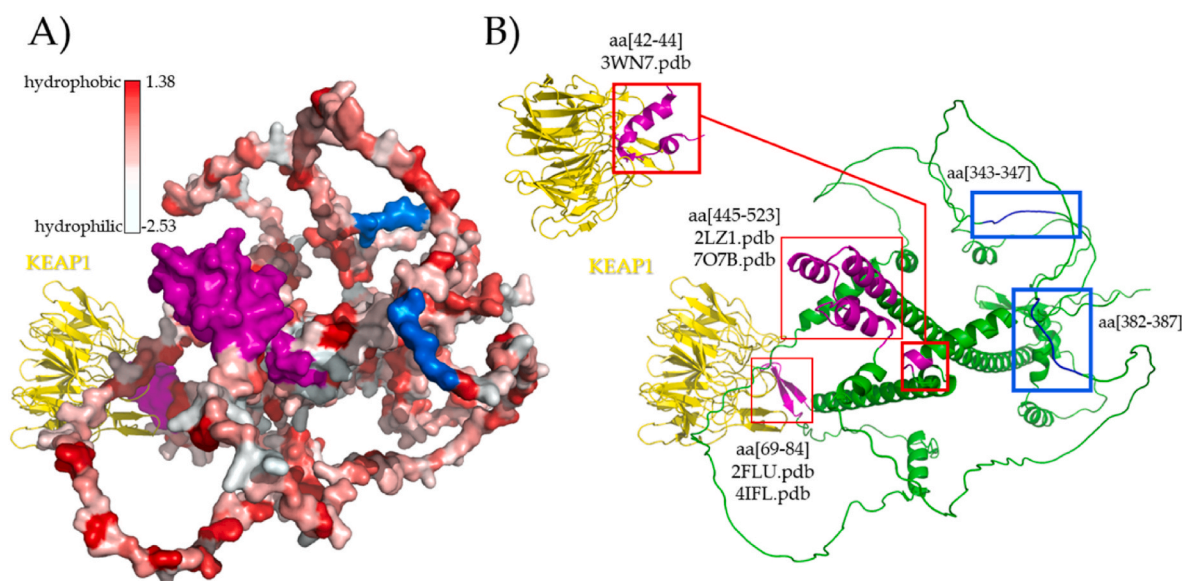 A)
hydrophobic
1.38
hydrophilic
-2.53
KEAP1
B)
aa[42-44]
3WN7.pdb
aa[343-347]
aa[445-523]
2LZ1.pdb
7O7B.pdb
KEAP1
aa[382-387]
aa[69-84]
2FLU.pdb
4IFL.pdb